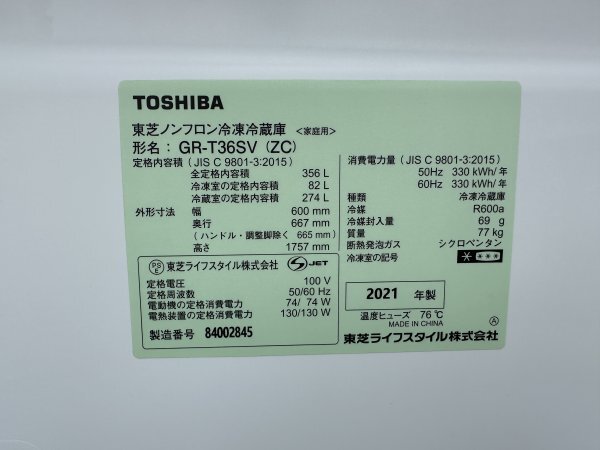 TOSHIBA
東芝ノンフロン冷凍冷蔵庫 <家庭用>
形名: GR-T36SV (ZC)
定格内容積 (JIS C 9801-3:2015)
全定格内容積 356 L
冷凍室の定格内容積 82 L
冷蔵室の定格内容積 274 L
外形寸法 幅 600 mm
奥行 667 mm
(ハンドル・調整脚除く 665 mm)
高さ 1757 mm
PS E 東芝ライフスタイル株式会社 S JET
定格電圧 100 V
定格周波数 50/60 Hz
電動機の定格消費電力 74/ 74 W
電熱装置の定格消費電力 130/130 W
製造番号 84002845
消費電力量 (JIS C 9801-3:2015)
50Hz 330 kWh/年
60Hz 330 kWh/年
種類 冷凍冷蔵庫
冷媒 R600a
冷媒封入量 69 g
質量 77 kg
断熱発泡ガス シクロペンタン
冷凍室の記号
2021 年製
温度ヒューズ 76 ℃
MADE IN CHINA
A
東芝ライフスタイル株式会社